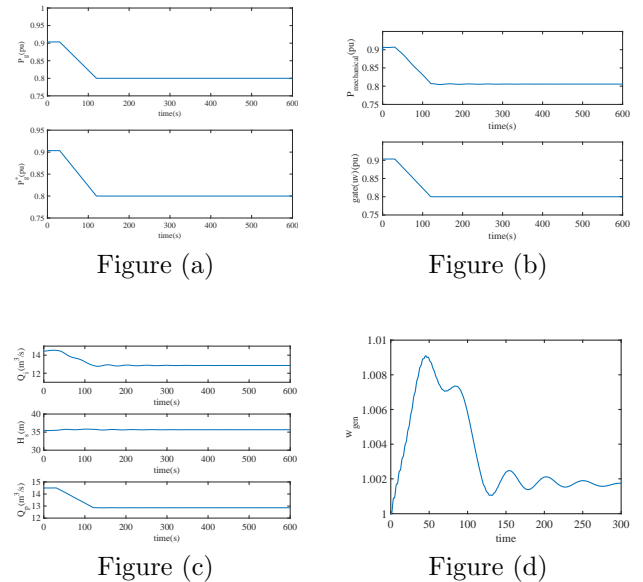 1
0.95
0.9
0.85
0.8
0.75
P_g(pu)
0 100 200 300 400 500 600
time(s)
0.95
0.9
0.85
0.8
0.75
P_g^*(pu)
0 100 200 300 400 500 600
time(s)
Figure (a)
0.9
0.85
0.8
0.75
P_mechanical(pu)
0 100 200 300 400 500 600
time(s)
0.9
0.85
0.8
0.75
gate(uv)(pu)
0 100 200 300 400 500 600
time(s)
Figure (b)
14
12
(m^3/s)
0 100 200 300 400 500 600
time(s)
40
35
30
H_s(m)
0 100 200 300 400 500 600
time(s)
15
14
13
12
Q_p(m^3/s)
0 100 200 300 400 500 600
time(s)
Figure (c)
1.01
1.008
1.006
1.004
1.002
1
w_gen
0 50 100 150 200 250 300
time
Figure (d)